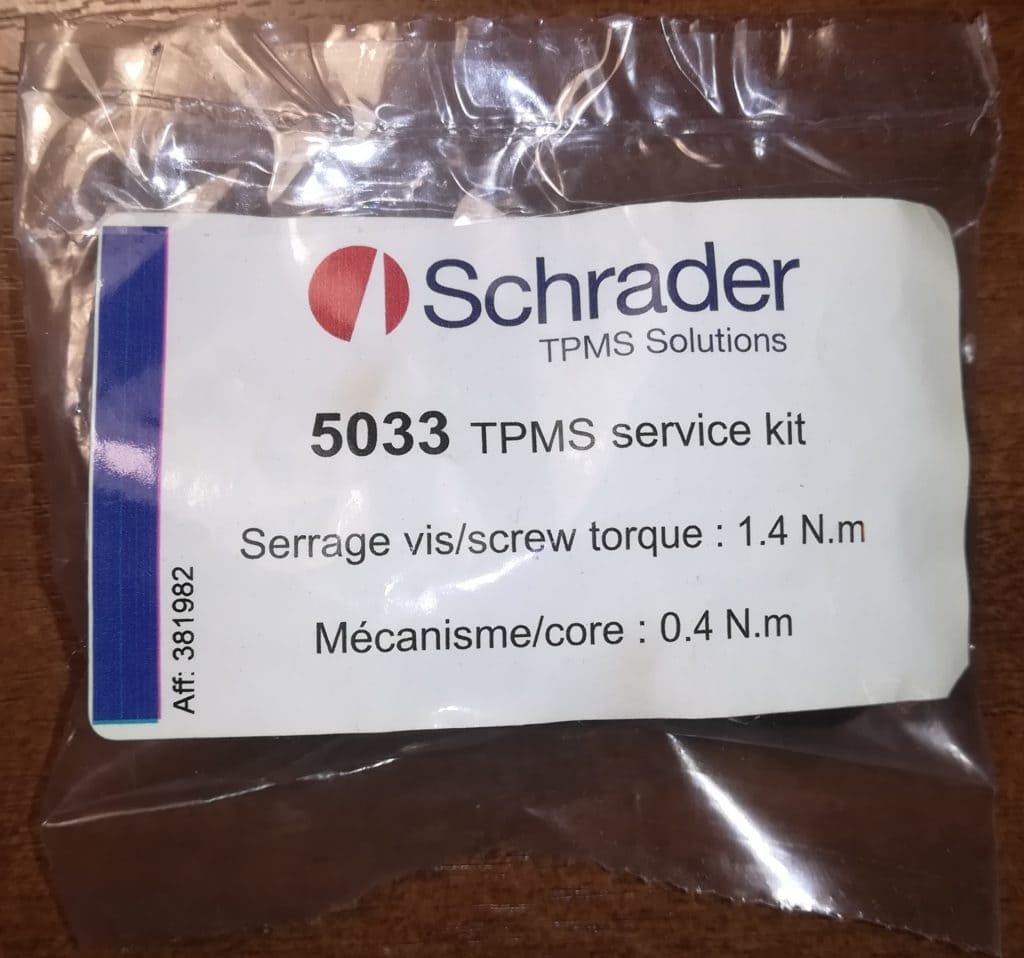 Schrader
TPMS Solutions
5033 TPMS service kit
Serrage vis/screw torque : 1.4 N.m
Mécanisme/core : 0.4 N.m
Aff: 381982